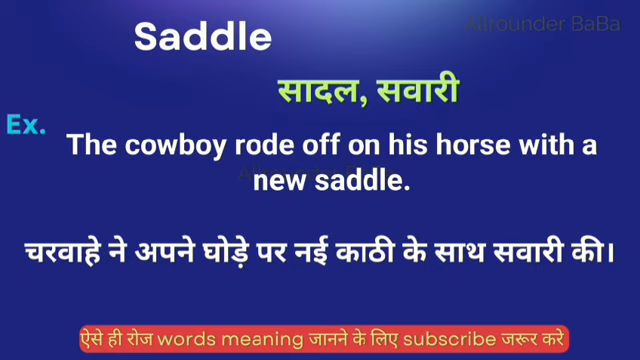 Allrounder BaBa
Saddle
सादल, सवारी
Ex.
The cowboy rode off on his horse with a
new saddle.
चरवाहे ने अपने घोड़े पर नई काठी के साथ सवारी की।
ऐसे ही रोज words meaning जानने के लिए subscribe जरूर करे